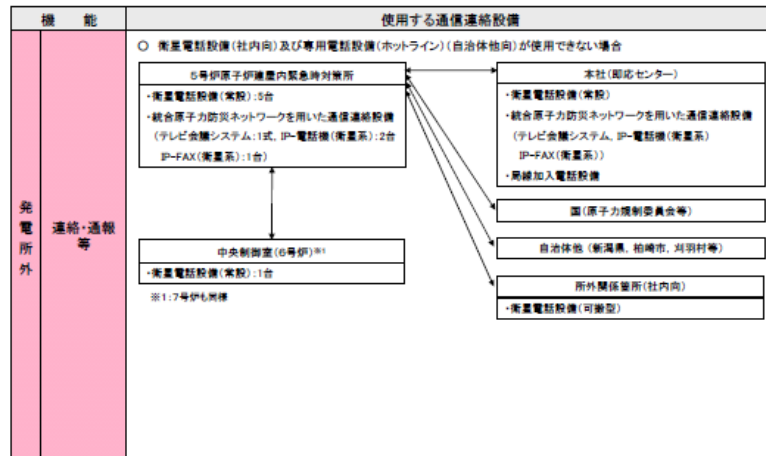 機 能
使用する通信連絡設備
発電所外
連絡・通報等
○ 衛星電話設備(社内向)及び専用電話設備(ホットライン)(自治体他向)が使用できない場合
5号炉原子炉建屋内緊急時対策所
・衛星電話設備(常設):5台
・統合原子力防災ネットワークを用いた通信連絡設備
(テレビ会議システム:1式, IP-電話機(衛星系):2台
IP-FAX(衛星系):1台)
中央制御室(6号炉)※1
・衛星電話設備(常設):1台
※1:7号炉も同様
本社(即応センター)
・衛星電話設備(常設)
・統合原子力防災ネットワークを用いた通信連絡設備
(テレビ会議システム, IP-電話機(衛星系)
IP-FAX(衛星系))
・局線加入電話設備
国(原子力規制委員会等)
自治体他 (新潟県, 柏崎市, 刈羽村等)
所外関係箇所(社内向)
・衛星電話設備(可搬型)